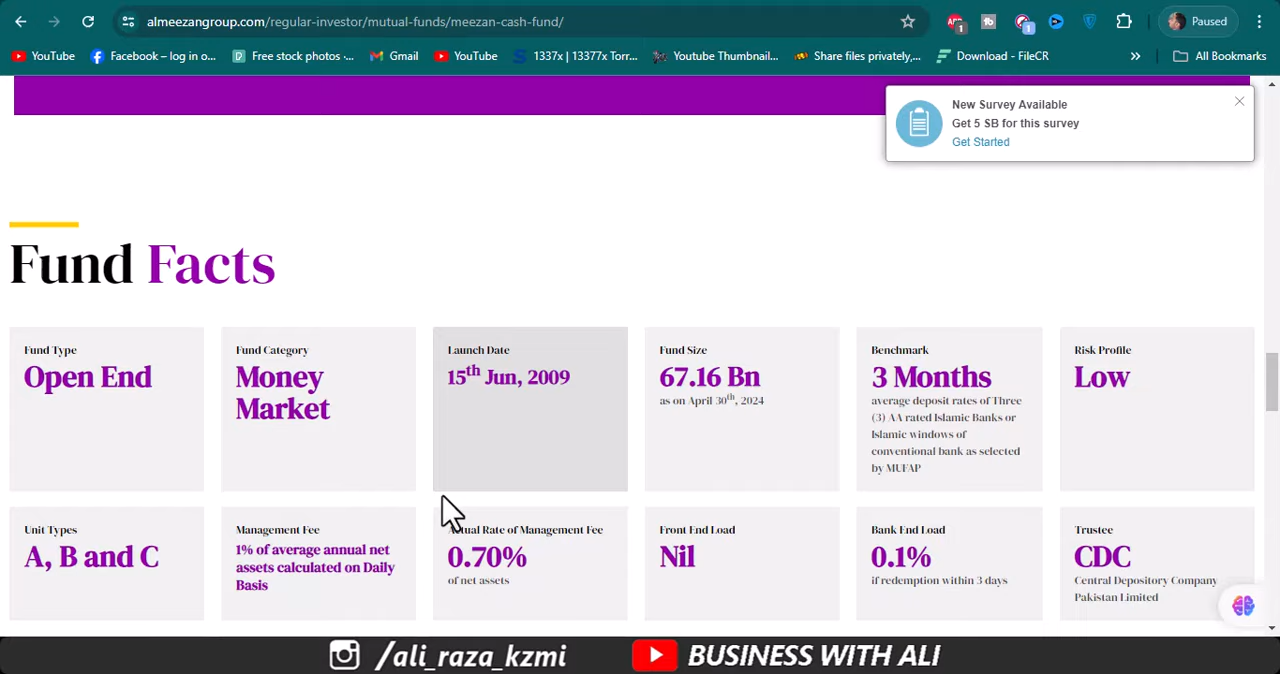 almeezangroup.com/regular-investor/mutual-funds/meezan-cash-fund/
1
1
Paused
YouTube
Facebook – log in o...
Free stock photos ·...
Gmail
YouTube
1337x | 13377x Torr...
Youtube Thumbnail...
Share files privately,...
Download - FileCR
»
All Bookmarks
New Survey Available
Get 5 SB for this survey
Get Started
Fund Facts
Fund Type
Open End
Fund Category
Money
Market
Launch Date
15th Jun, 2009
Fund Size
67.16 Bn
as on April 30th, 2024
Benchmark
3 Months
average deposit rates of Three
(3) AA rated Islamic Banks or
Islamic windows of
conventional bank as selected
by MUFAP
Risk Profile
Low
Unit Types
A, B and C
Management Fee
1% of average annual net
assets calculated on Daily
Basis
Actual Rate of Management Fee
0.70%
of net assets
Front End Load
Nil
Bank End Load
0.1%
if redemption within 3 days
Trustee
CDC
Central Depository Company
Pakistan Limited
/ali_raza_kzmi
BUSINESS WITH ALI